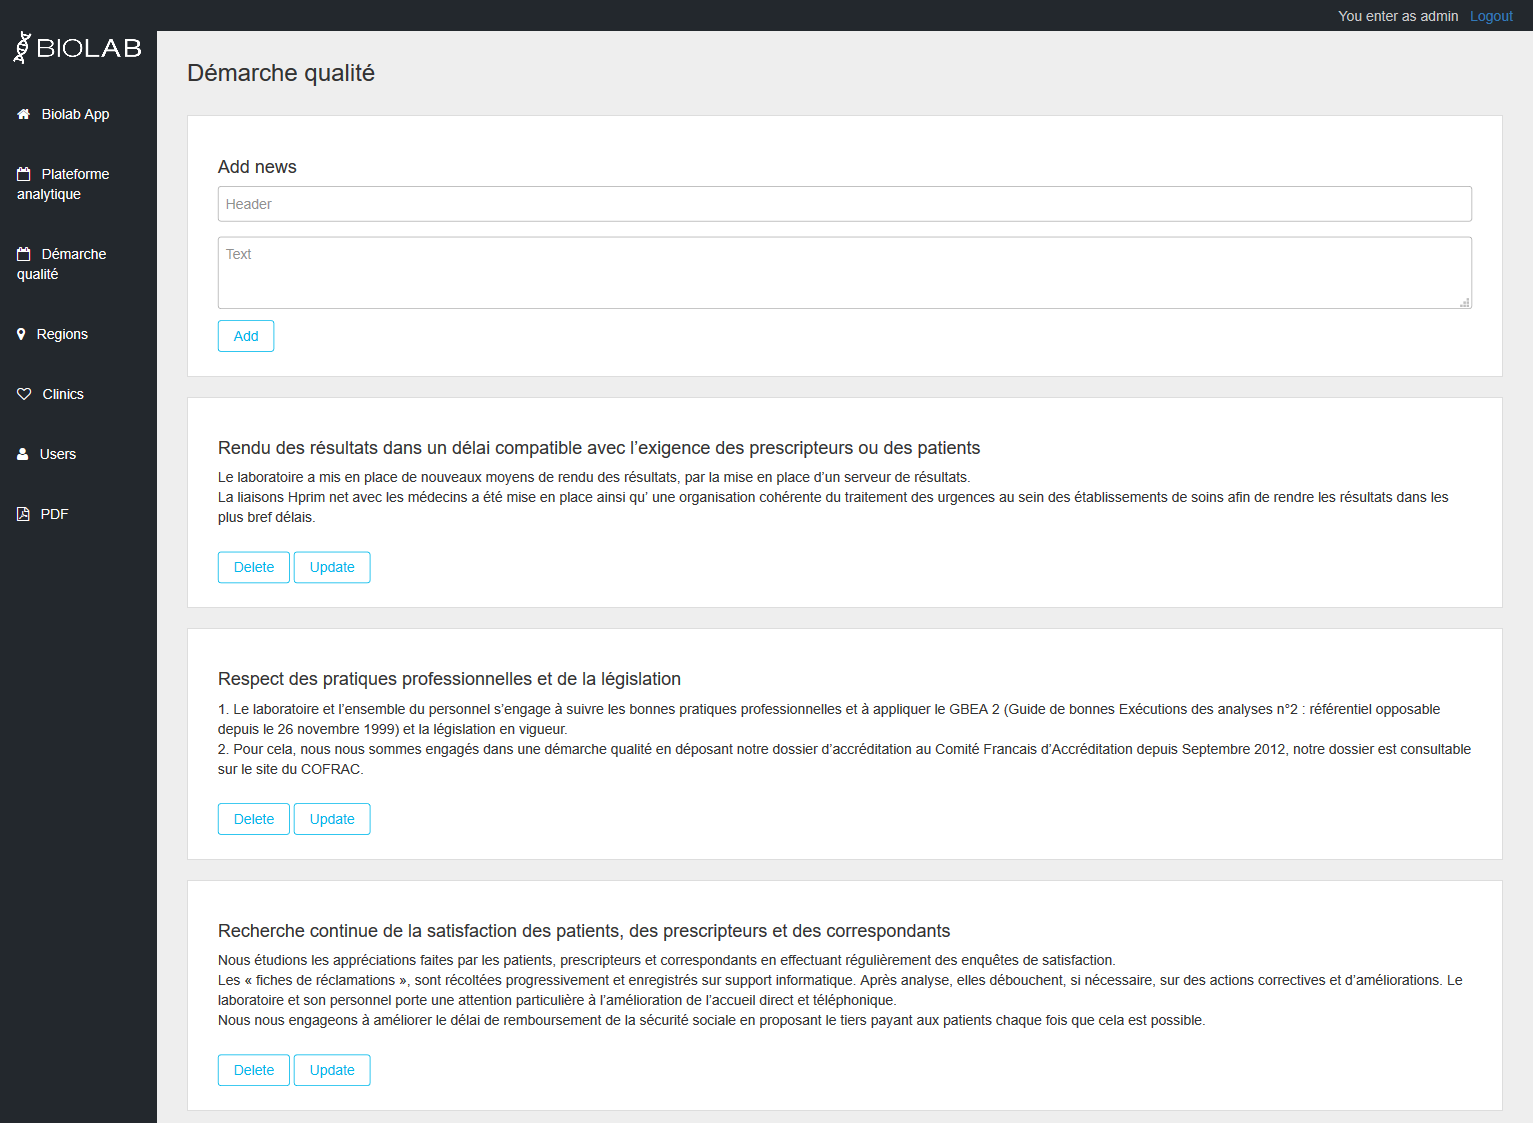 You enter as admin Logout
BIOLAB
Biolab App
Plateforme
analytique
Démarche
qualité
Regions
Clinics
Users
PDF
Démarche qualité
Add news
Header
Text
Add
Rendu des résultats dans un délai compatible avec l’exigence des prescripteurs ou des patients
Le laboratoire a mis en place de nouveaux moyens de rendu des résultats, par la mise en place d’un serveur de résultats.
La liaisons Hprim net avec les médecins a été mise en place ainsi qu’ une organisation cohérente du traitement des urgences au sein des établissements de soins afin de rendre les résultats dans les
plus bref délais.
Delete Update
Respect des pratiques professionnelles et de la législation
1. Le laboratoire et l’ensemble du personnel s’engage à suivre les bonnes pratiques professionnelles et à appliquer le GBEA 2 (Guide de bonnes Exécutions des analyses n°2 : référentiel opposable
depuis le 26 novembre 1999) et la législation en vigueur.
2. Pour cela, nous nous sommes engagés dans une démarche qualité en déposant notre dossier d’accréditation au Comité Francais d’Accréditation depuis Septembre 2012, notre dossier est consultable
sur le site du COFRAC.
Delete Update
Recherche continue de la satisfaction des patients, des prescripteurs et des correspondants
Nous étudions les appréciations faites par les patients, prescripteurs et correspondants en effectuant régulièrement des enquêtes de satisfaction.
Les « fiches de réclamations », sont récoltées progressivement et enregistrés sur support informatique. Après analyse, elles débouchent, si nécessaire, sur des actions correctives et d’améliorations. Le
laboratoire et son personnel porte une attention particulière à l’amélioration de l’accueil direct et téléphonique.
Nous nous engageons à améliorer le délai de remboursement de la sécurité sociale en proposant le tiers payant aux patients chaque fois que cela est possible.
Delete Update